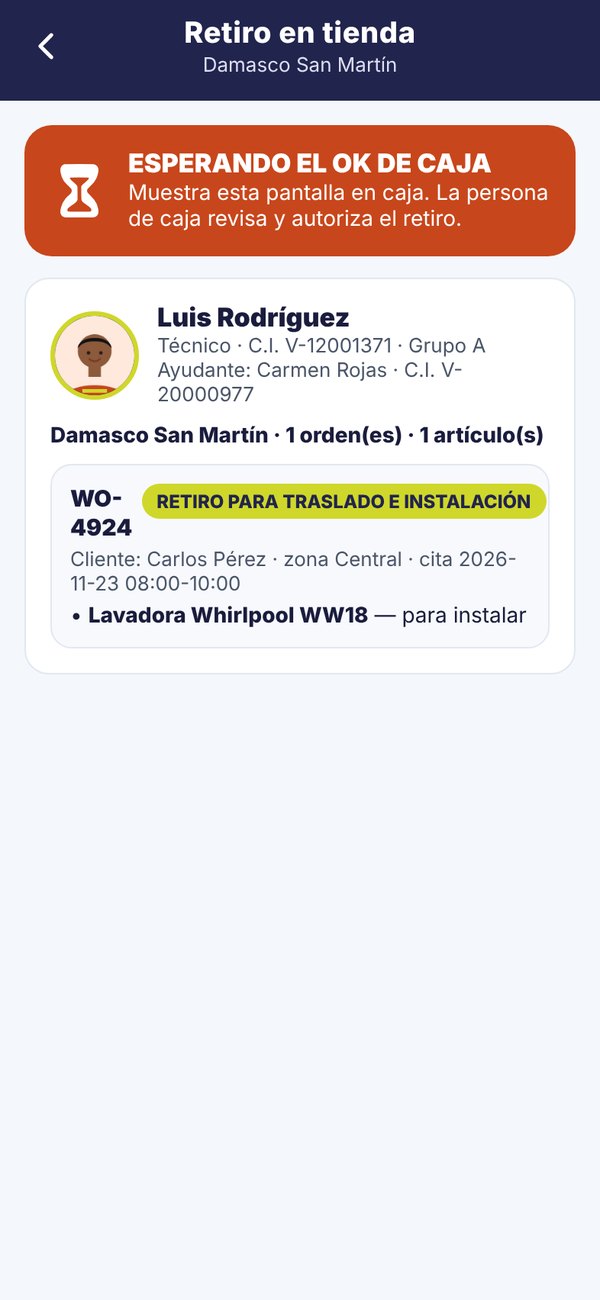 Retiro en tienda
Damasco San Martín
ESPERANDO EL OK DE CAJA
Muestra esta pantalla en caja. La persona
de caja revisa y autoriza el retiro.
Luis Rodríguez
Técnico · C.I. V-12001371 · Grupo A
Ayudante: Carmen Rojas · C.I. V-
20000977
Damasco San Martín · 1 orden(es) · 1 artículo(s)
WO-
4924
RETIRO PARA TRASLADO E INSTALACIÓN
Cliente: Carlos Pérez · zona Central · cita 2026-
11-23 08:00-10:00
• Lavadora Whirlpool WW18 — para instalar